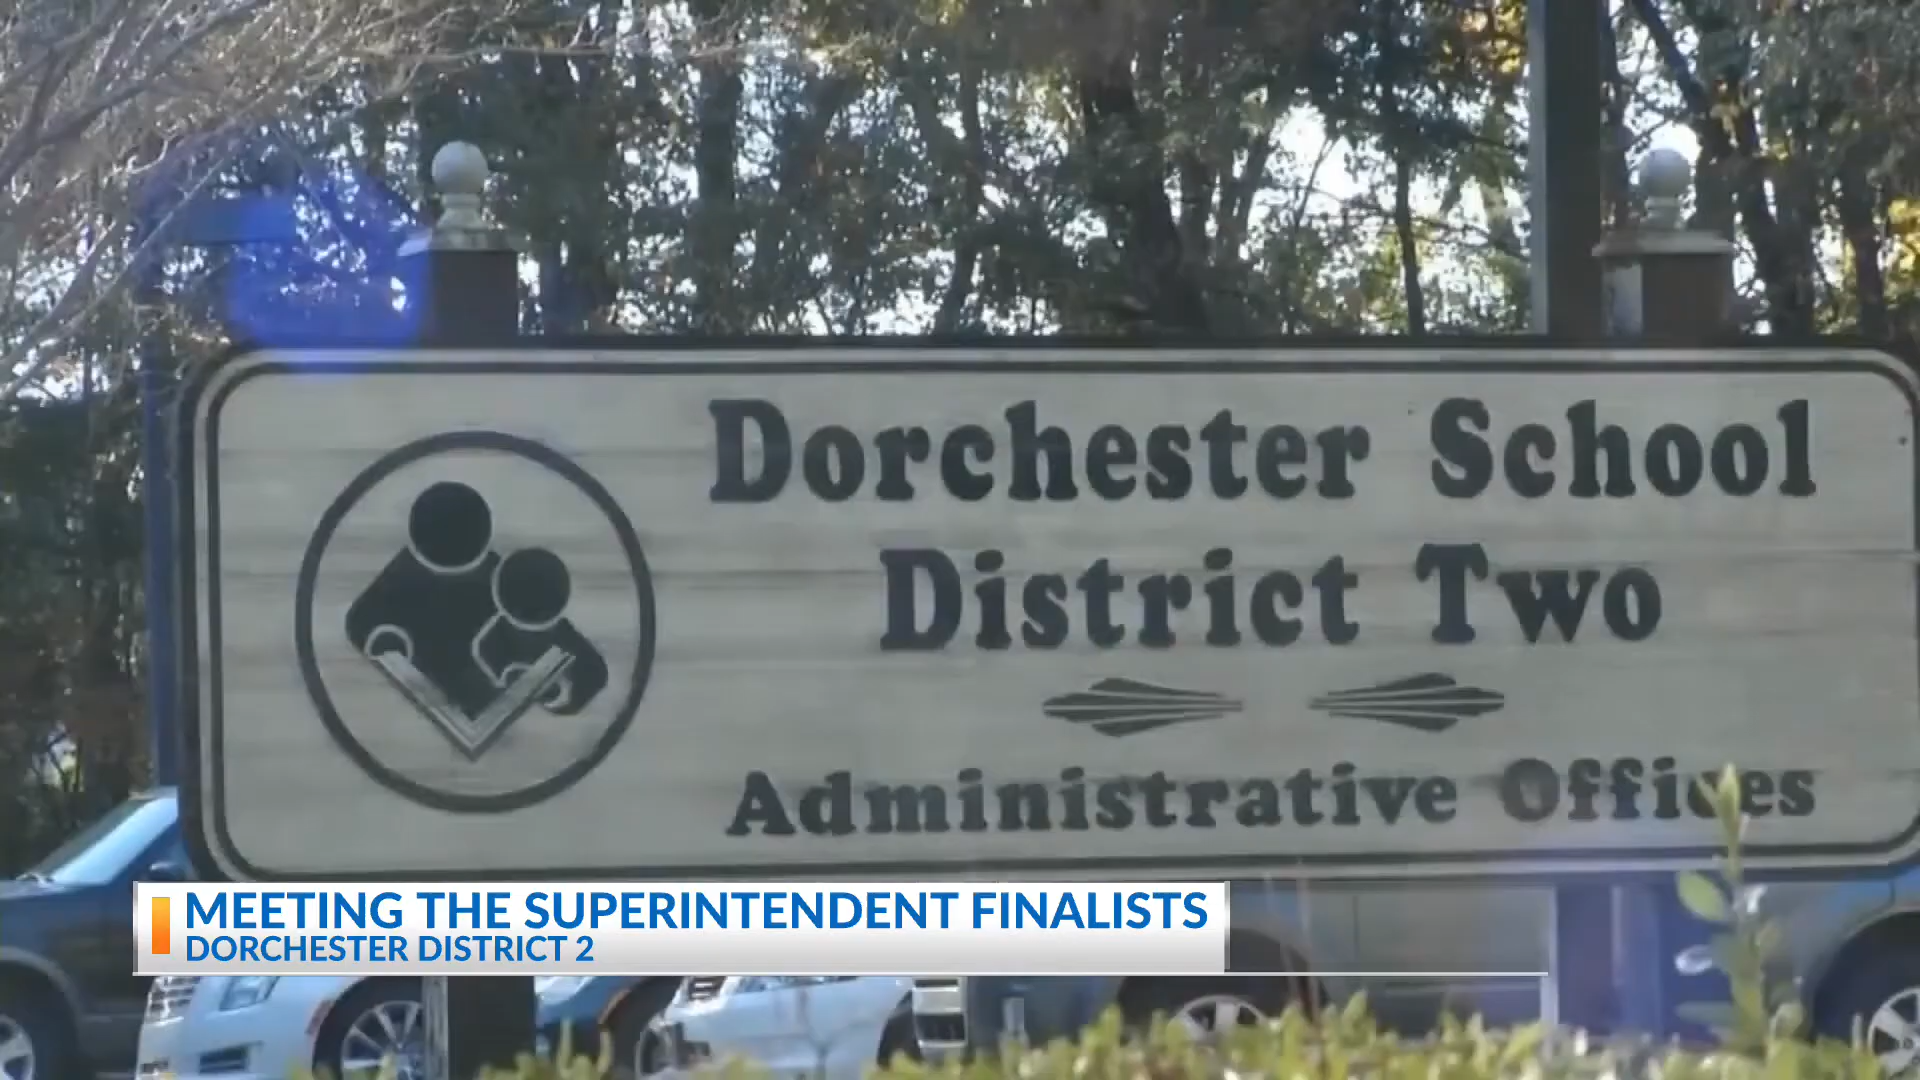 Dorchester School
District Two
Administrative Offices
MEETING THE SUPERINTENDENT FINALISTS
DORCHESTER DISTRICT 2